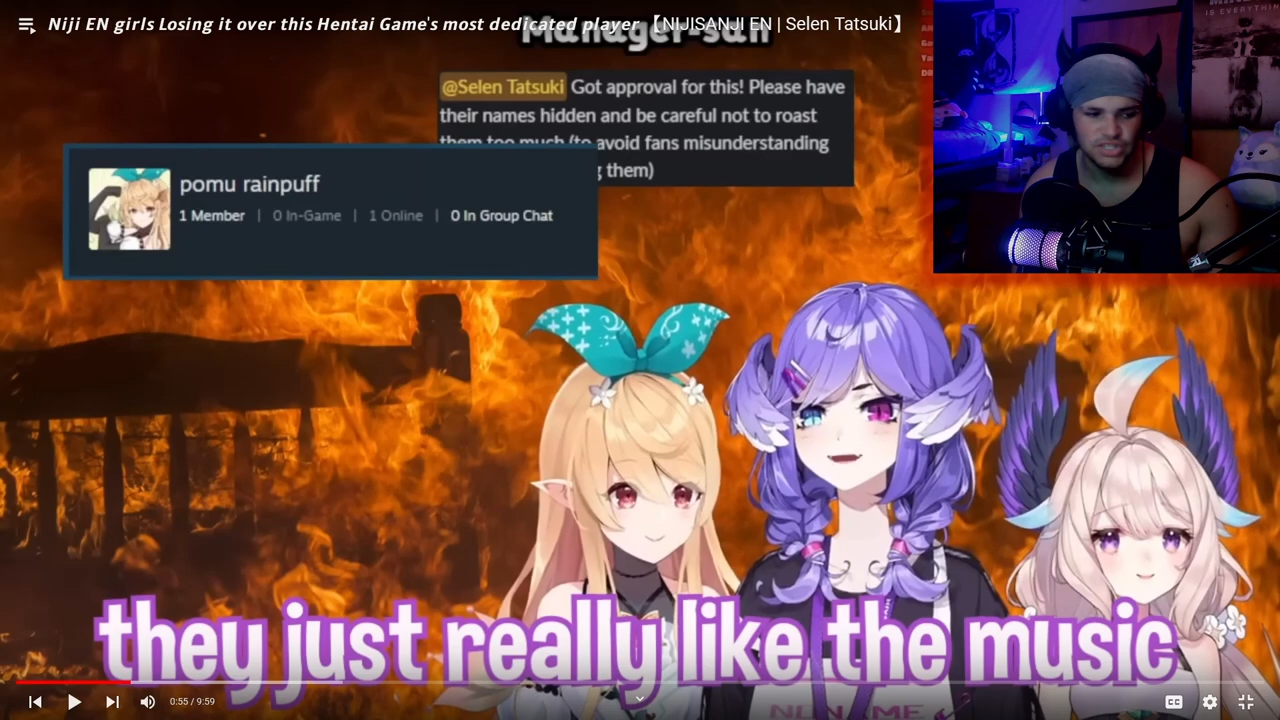 Niji EN girls Losing it over this Hentai Game's most dedicated player 【NIJISANJI EN | Selen Tatsuki】
Manager-san
@Selen Tatsuki Got approval for this! Please have
their names hidden and be careful not to roast
them too much (to avoid fans misunderstanding
them)
pomu rainpuff
1 Member | 0 In-Game | 1 Online | 0 In Group Chat
IS EVERYTHIN
they just really like the music
0:55 / 9:59
CC